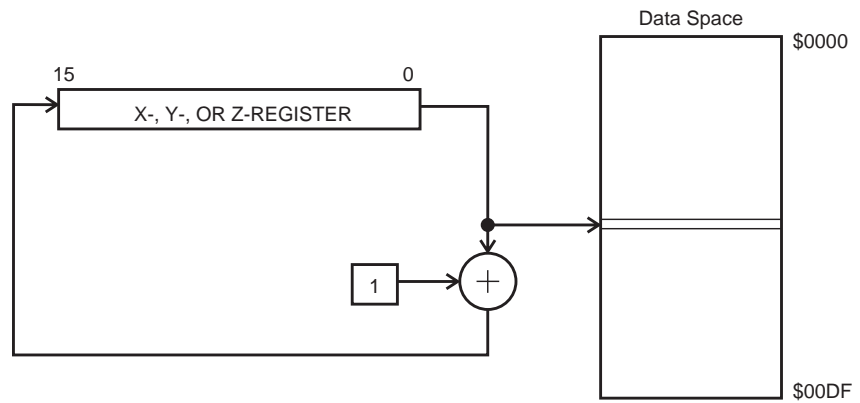 Data Space
$0000
15
0
X-, Y-, OR Z-REGISTER
1
+
$00DF